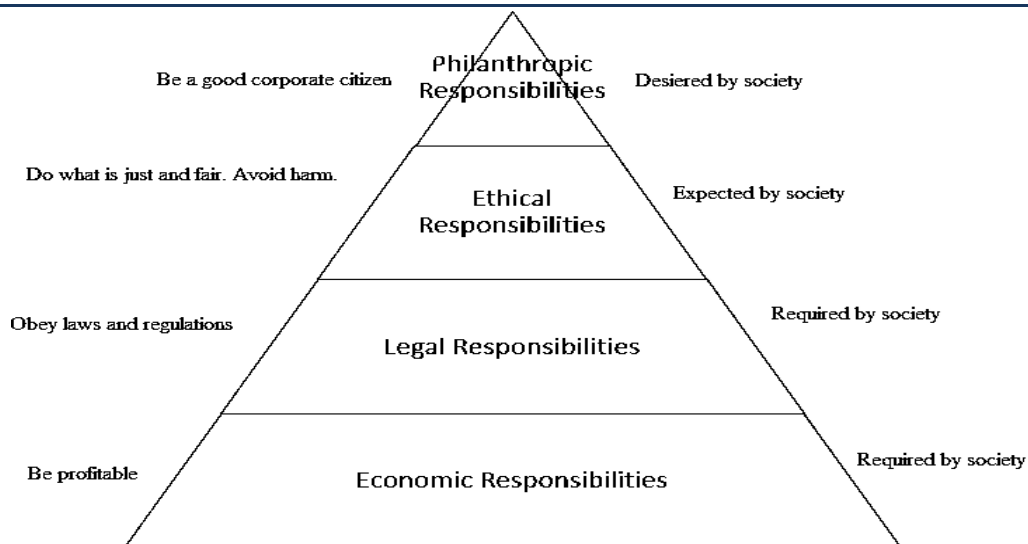 Philanthropic
Be a good corporate citizen
Responsibilities
Desiered by society
Do what is just and fair. Avoid harm.
Ethical
Responsibilities
Expected by society
Obey laws and regulations
Legal Responsibilities
Required by society
Be profitable
Economic Responsibilities
Required by society